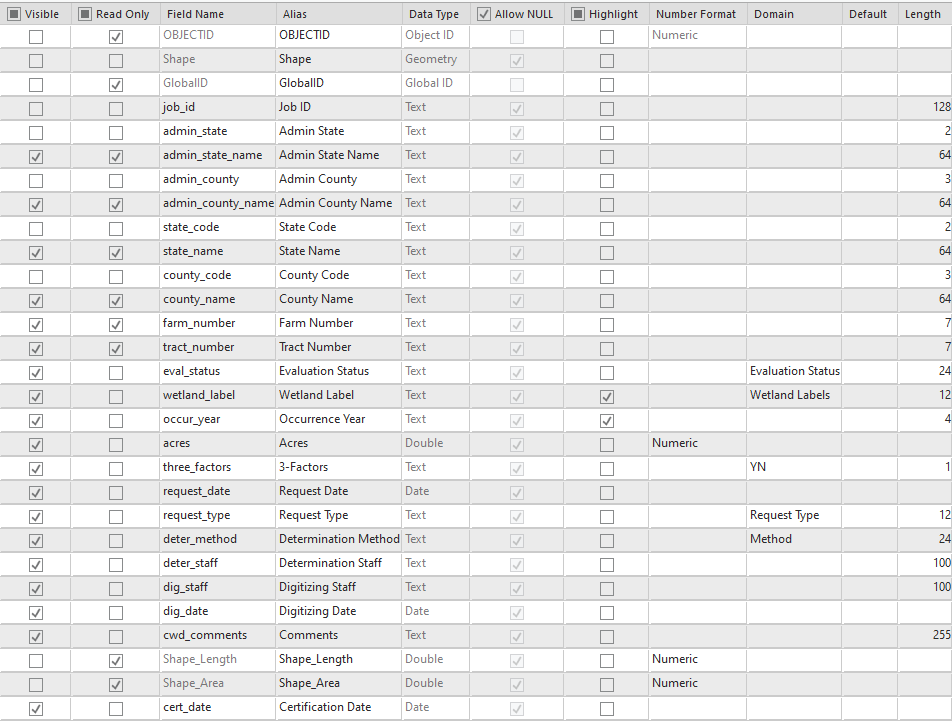 Visible Read Only Field Name Alias Data Type Allow NULL Highlight Number Format Domain Default Length
OBJECTID OBJECTID Object ID Numeric
Shape Shape Geometry
GlobalID GlobalID Global ID
job_id Job ID Text 128
admin_state Admin State Text 2
admin_state_name Admin State Name Text 64
admin_county Admin County Text 3
admin_county_name Admin County Name Text 64
state_code State Code Text 2
state_name State Name Text 64
county_code County Code Text 3
county_name County Name Text 64
farm_number Farm Number Text 7
tract_number Tract Number Text 7
eval_status Evaluation Status Text Evaluation Status 24
wetland_label Wetland Label Text Wetland Labels 12
occur_year Occurrence Year Text 4
acres Acres Double Numeric
three_factors 3-Factors Text YN 1
request_date Request Date Date
request_type Request Type Text Request Type 12
deter_method Determination Method Text Method 24
deter_staff Determination Staff Text 100
dig_staff Digitizing Staff Text 100
dig_date Digitizing Date Date
cwd_comments Comments Text 255
Shape_Length Shape_Length Double Numeric
Shape_Area Shape_Area Double Numeric
cert_date Certification Date Date